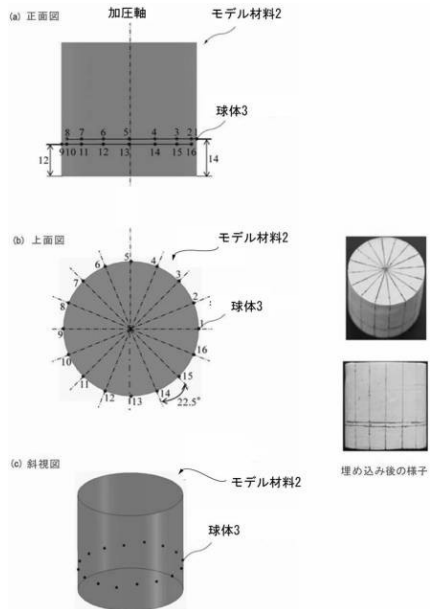 (a) 正面図
加圧軸
モデル材料2
球体3
8 7 6 5 4 3 2 1
9 10 11 12 13 14 15 16
12
14
(b) 上面図
モデル材料2
5
6 4
7 3
8 2
球体3
9 1
10 16
11 15
12 14
13
22.5°
埋め込み後の様子
(c) 斜視図
モデル材料2
球体3